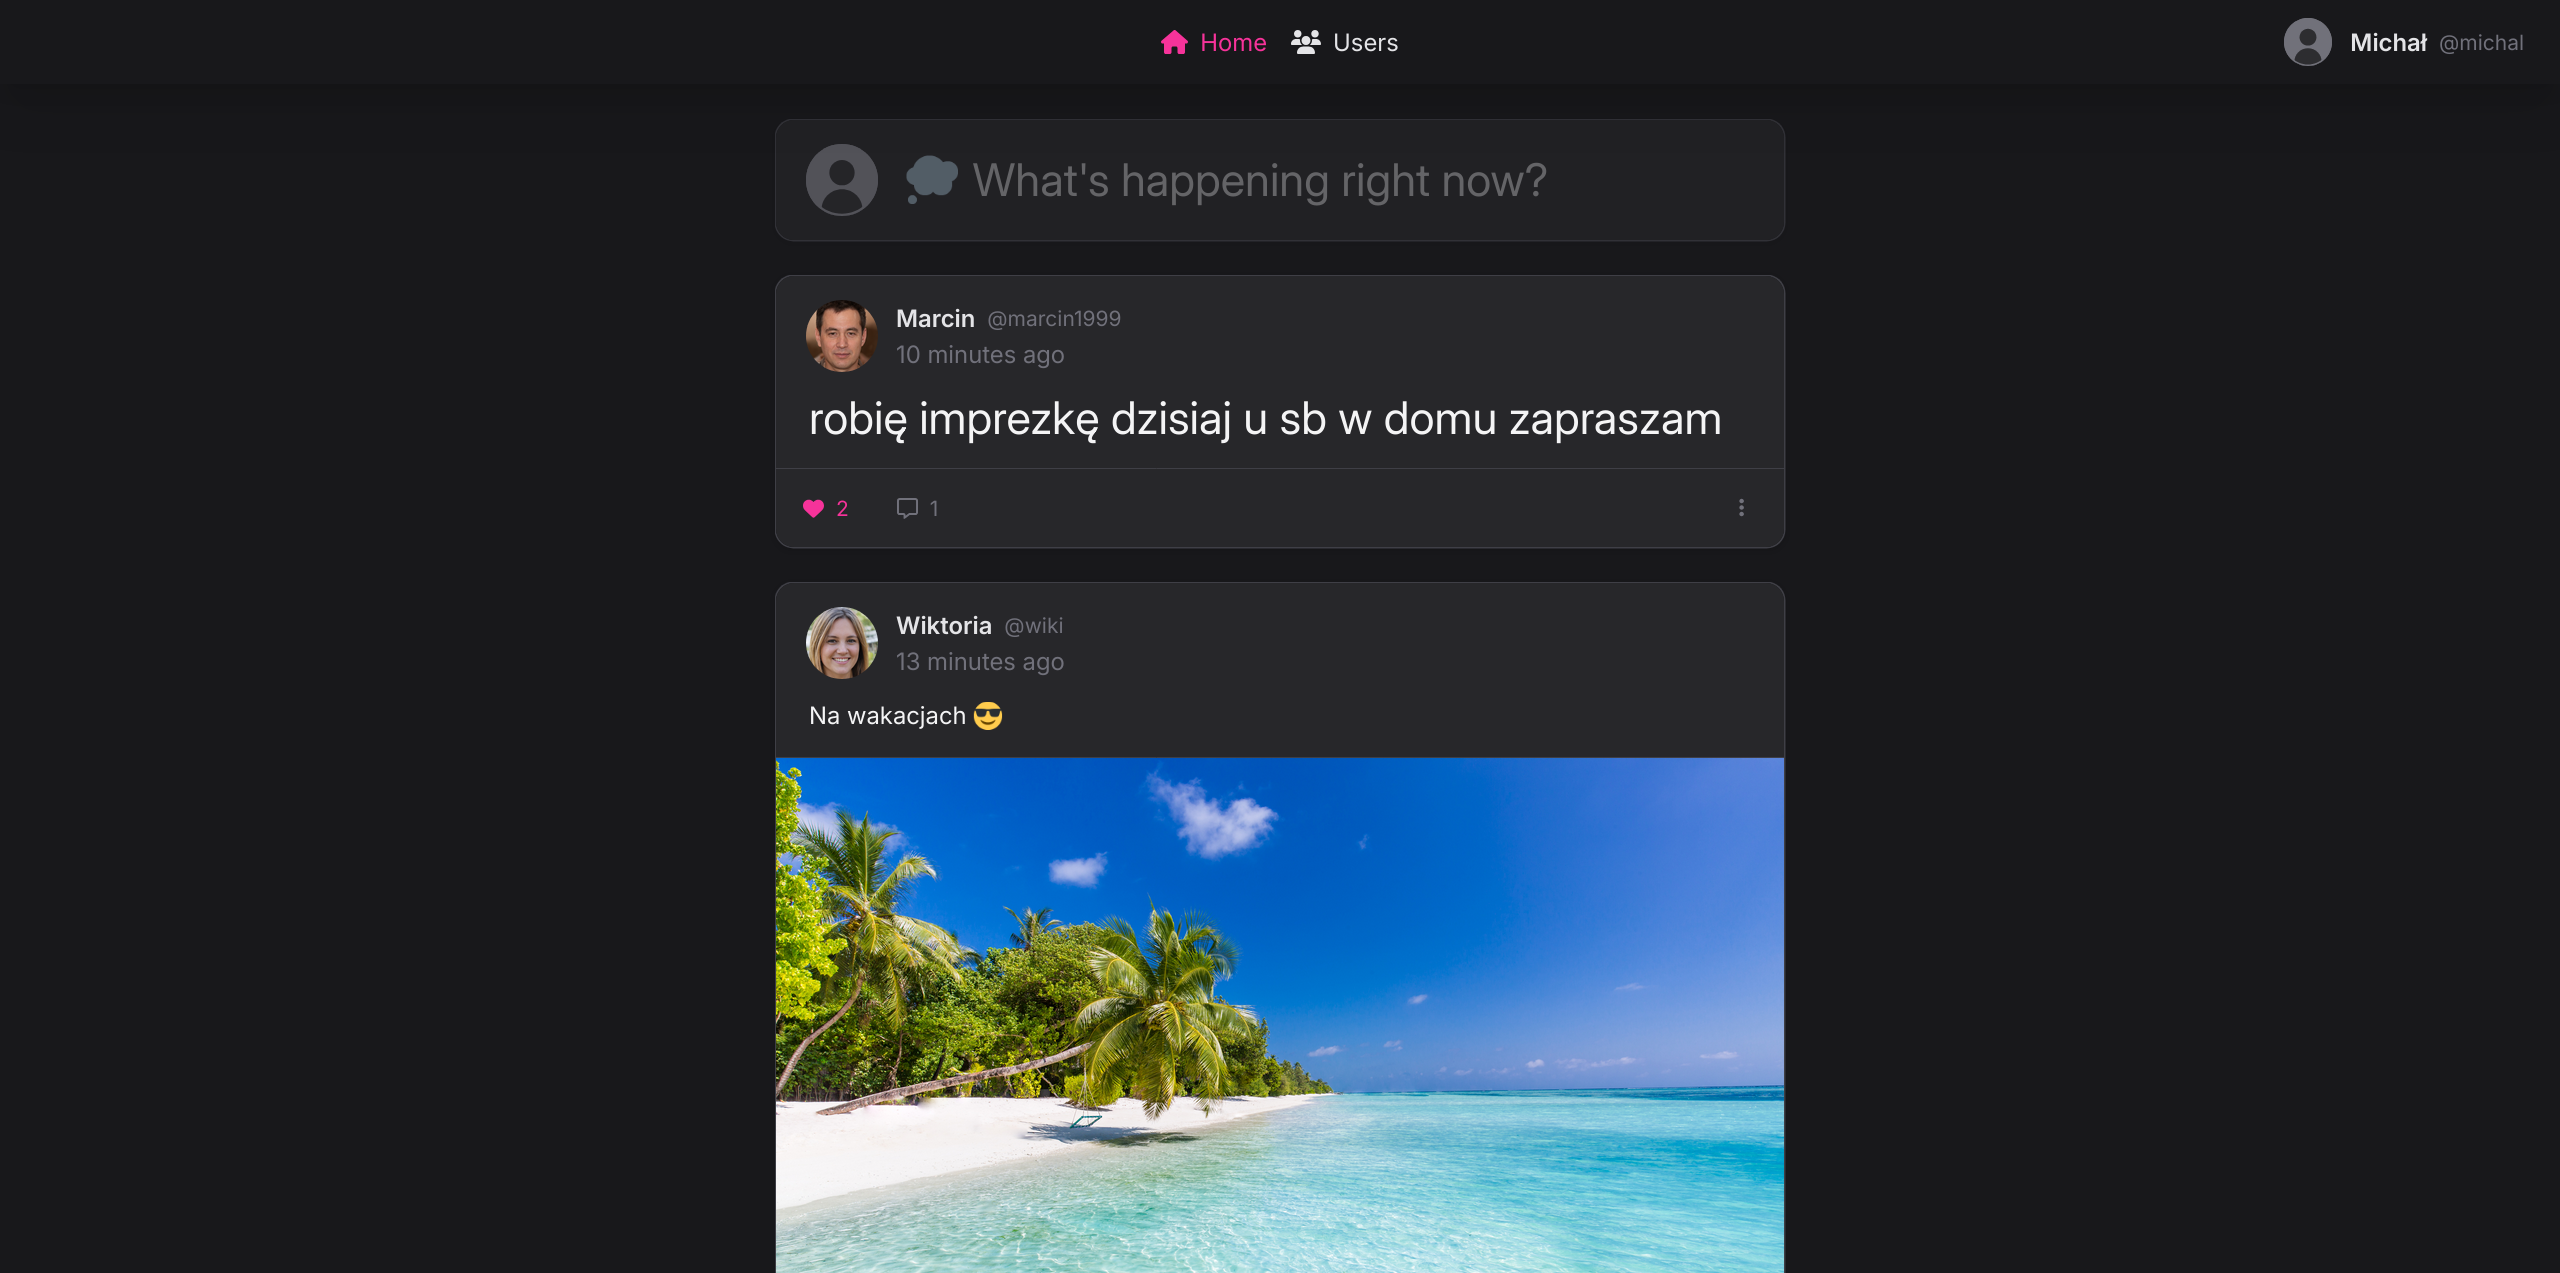 Home Users Michał @michal
💭 What's happening right now?
Marcin @marcin1999
10 minutes ago
robię imprezkę dzisiaj u sb w domu zapraszam
2 1
Wiktoria @wiki
13 minutes ago
Na wakacjach 😎